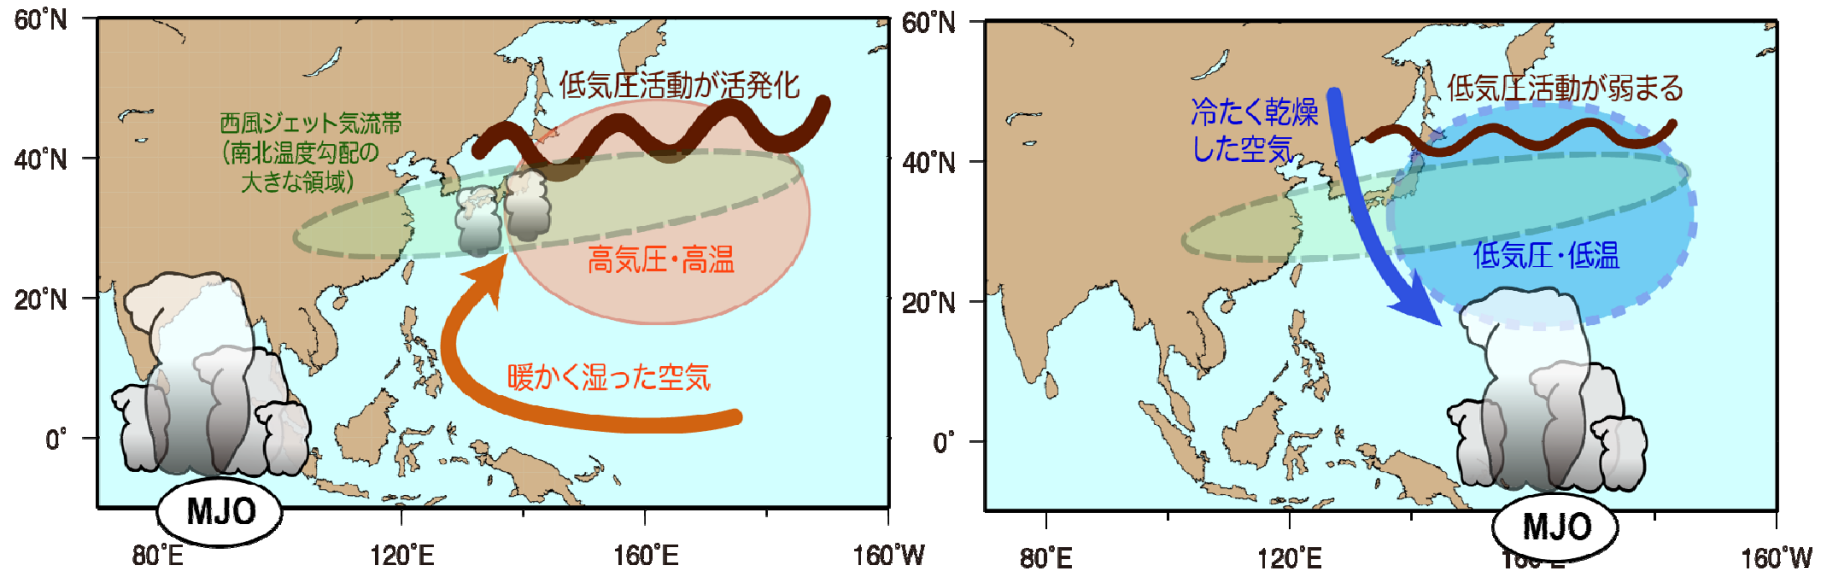 60°N
40°N
20°N
0°
80°E
120°E
160°E
160°W
低気圧活動が活発化
西風ジェット気流帯
(南北温度勾配の
大きな領域)
高気圧・高温
暖かく湿った空気
MJO
60°N
40°N
20°N
0°
80°E
120°E
160°W
低気圧活動が弱まる
冷たく乾燥
した空気
低気圧・低温
MJO